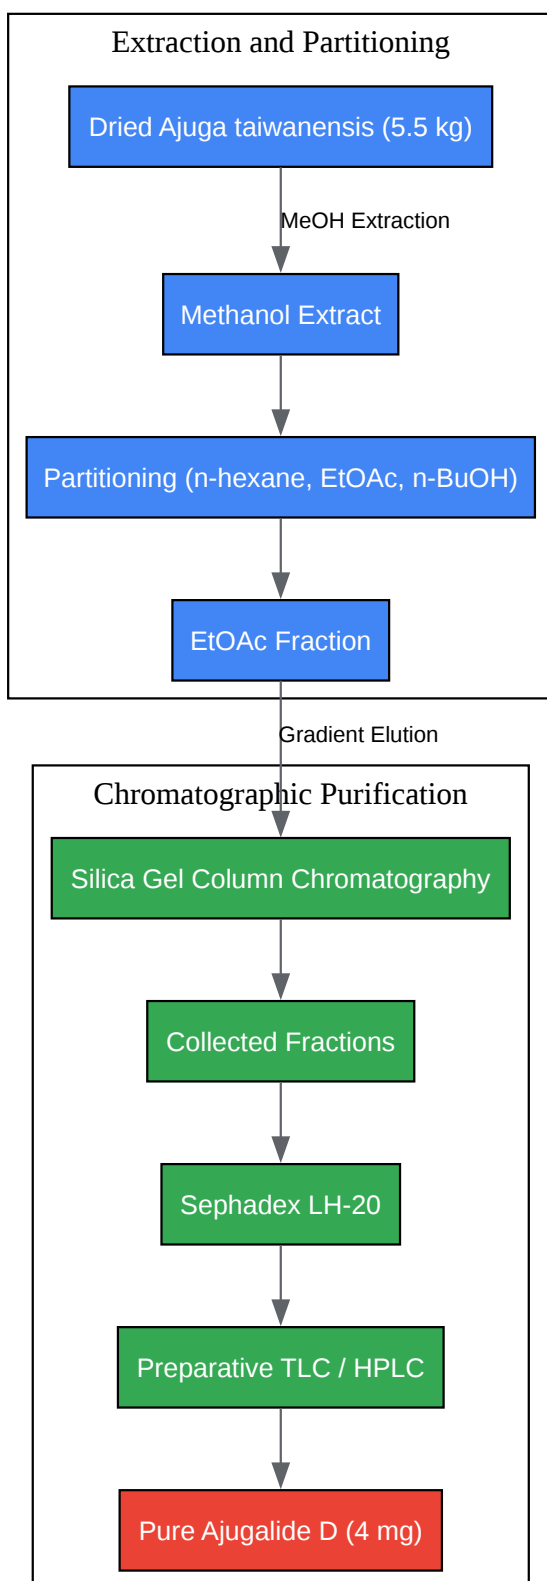 Extraction and Partitioning
Dried Ajuga taiwanensis (5.5 kg)
MeOH Extraction
Methanol Extract
Partitioning (n-hexane, EtOAc, n-BuOH)
EtOAc Fraction
Gradient Elution
Chromatographic Purification
Silica Gel Column Chromatography
Collected Fractions
Sephadex LH-20
Preparative TLC / HPLC
Pure Ajugalide D (4 mg)